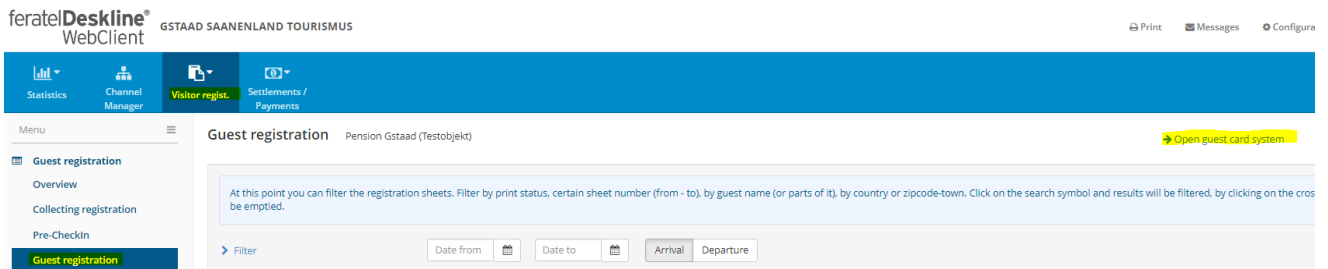 feratelDeskline®
WebClient
GSTAAD SAANENLAND TOURISMUS
Print Messages Configura
Statistics
Channel
Manager
Visitor regist.
Settlements /
Payments
Menu
Guest registration
Overview
Collecting registration
Pre-CheckIn
Guest registration
Guest registration Pension Gstaad (Testobjekt)
Open guest card system
At this point you can filter the registration sheets. Filter by print status, certain sheet number (from - to), by guest name (or parts of it), by country or zipcode-town. Click on the search symbol and results will be filtered, by clicking on the cros
be emptied.
Filter Date from Date to Arrival Departure